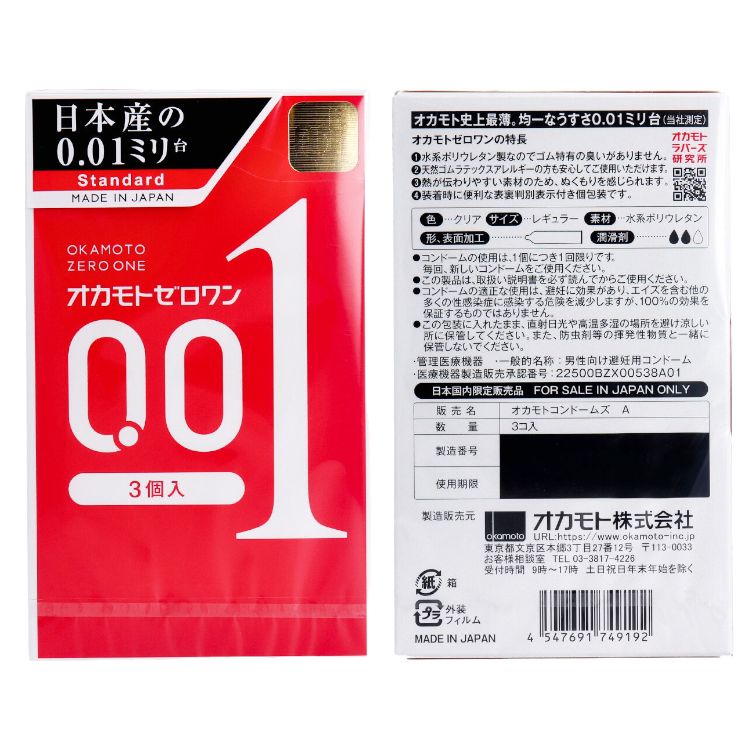 日本産の
0.01ミリ台
Standard
MADE IN JAPAN
OKAMOTO
ZERO ONE
オカモトゼロワン
0.01
3個入
オカモト史上最薄。均一なうすさ0.01ミリ台(当社測定)
オカモトゼロワンの特長
❶水系ポリウレタン製なのでゴム特有の臭いがありません。
❷天然ゴムラテックスアレルギーの方も安心してご使用いただけます。
❸熱が伝わりやすい素材のため、ぬくもりを感じられます。
❹装着時に便利な表裏判別表示付き個包装です。
オカモト
ラバーズ
研究所
色…クリア サイズ…レギュラー 素材…水系ポリウレタン
形、表面加工… 潤滑剤…
●コンドームの使用は、1個につき1回限りです。
毎回、新しいコンドームをご使用ください。
●この製品は、取扱い説明書を必ず読んでからご使用ください。
●コンドームの適正な使用は、避妊に効果があり、エイズを含む他の
多くの性感染症に感染する危険を減少しますが、100%の効果を
保証するものではありません。
●この包装に入れたまま、直射日光や高温多湿の場所を避け涼しい
所に保管してください。また、防虫剤等の揮発性物質と一緒に
保管しないでください。
・管理医療機器 ・一般的名称：男性向け避妊用コンドーム
・医療機器製造販売承認番号：22500BZX00538A01
日本国内限定販売品 FOR SALE IN JAPAN ONLY
販売名 オカモトコンドームズ A
数量 3コ入
製造番号
使用期限
製造販売元 okamoto オカモト株式会社
URL:https://www.okamoto-inc.jp
東京都文京区本郷3丁目27番12号 〒113-0033
お客様相談室 TEL 03-3817-4226
受付時間 9時〜17時 土日祝日年末年始を除く
紙 箱
プラ 外装
フィルム
MADE IN JAPAN
4 547691 749192